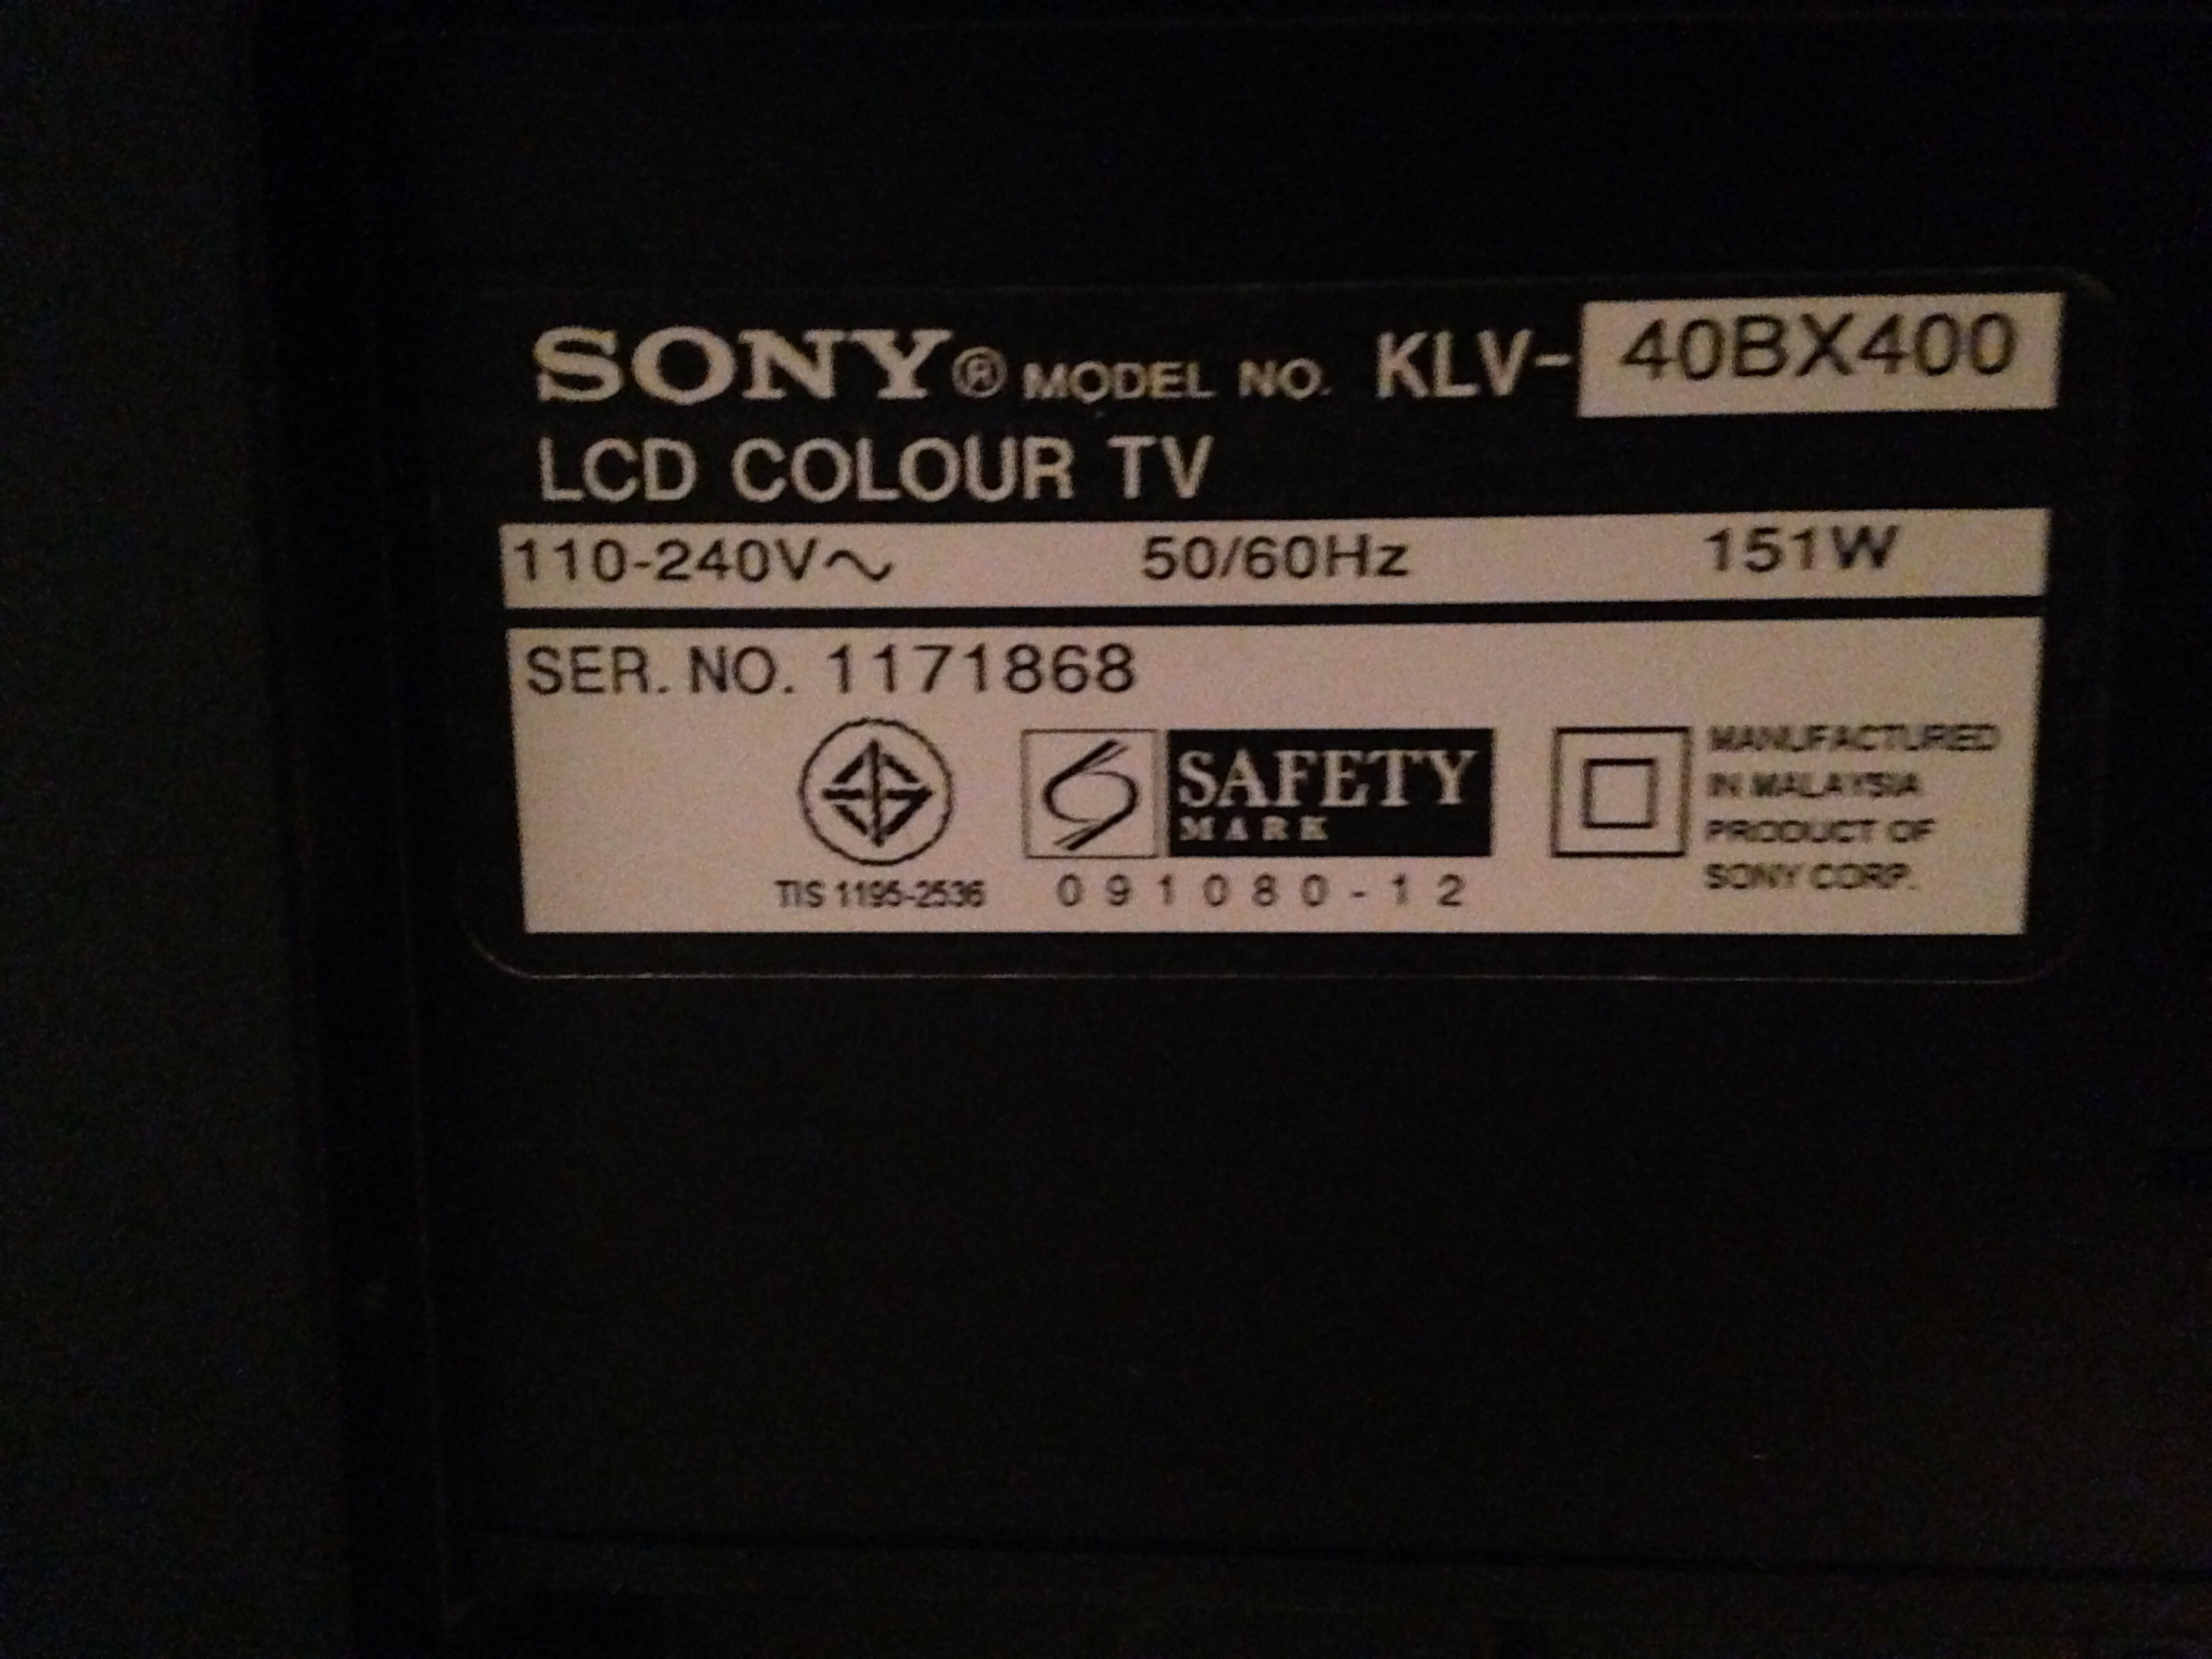 SONY® MODEL NO. KLV-40BX400
LCD COLOUR TV
110-240V~ 50/60Hz 151W
SER. NO. 1171868
SAFETY
MARK
TIS 1195-2536
091080-12
MANUFACTURED
IN MALAYSIA
PRODUCT OF
SONY CORP.